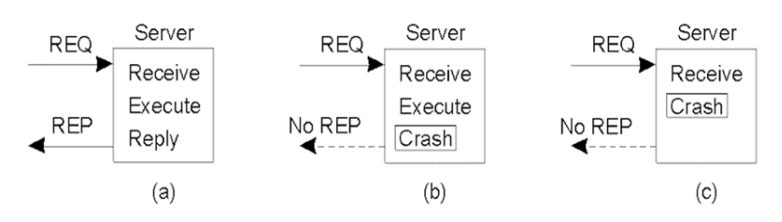 Server
REQ
Receive
Execute
REP
Reply
(a)
Server
REQ
Receive
Execute
No REP
Crash
(b)
Server
REQ
Receive
Crash
No REP
(c)